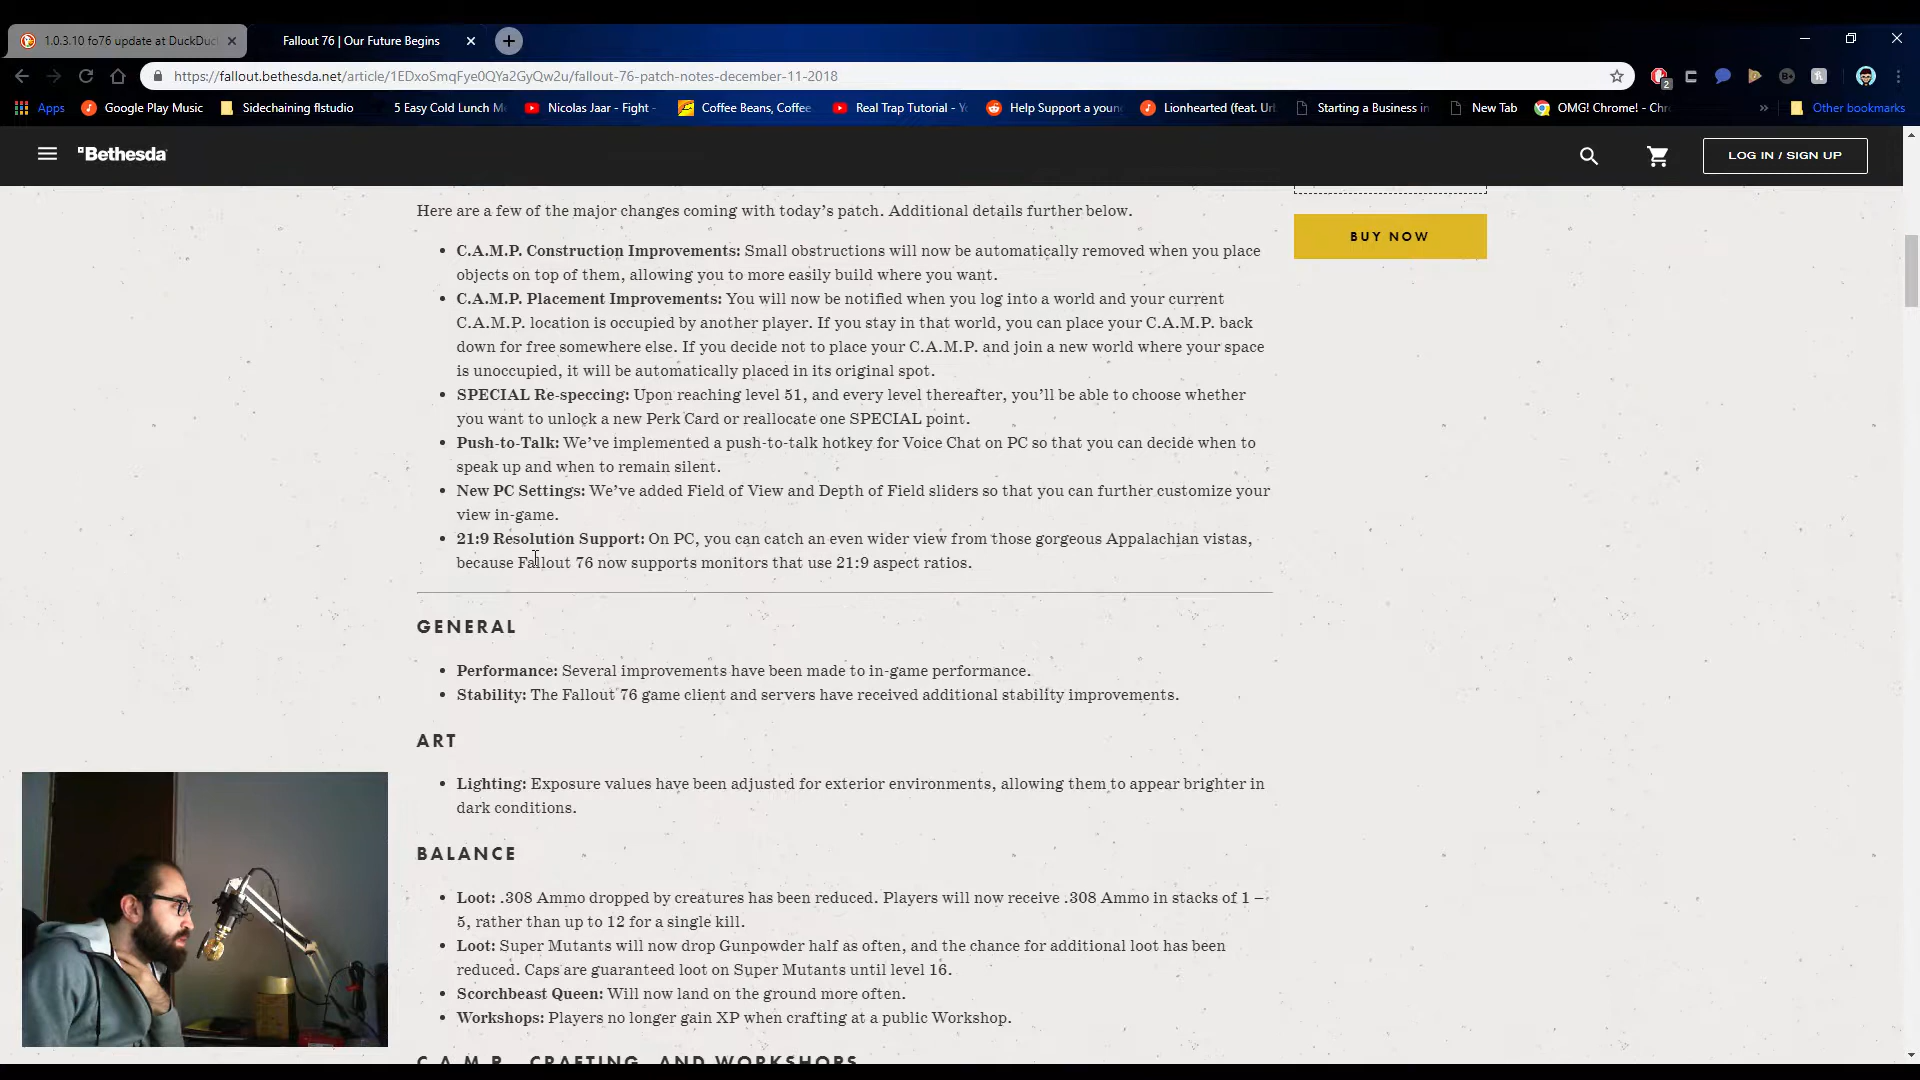 1.0.3.10 fo76 update at DuckDuc
Fallout 76 | Our Future Begins
https://fallout.bethesda.net/article/1EDxoSmqFye0QYa2GyQw2u/fallout-76-patch-notes-december-11-2018
2
Apps
Google Play Music
Sidechaining flstudio
5 Easy Cold Lunch M
Nicolas Jaar - Fight -
Coffee Beans, Coffee
Real Trap Tutorial - Y
Help Support a youn
Lionhearted (feat. Ur
Starting a Business in
New Tab
OMG! Chrome! - Chr
Other bookmarks
Bethesda
LOG IN / SIGN UP
Here are a few of the major changes coming with today's patch. Additional details further below.
BUY NOW
• C.A.M.P. Construction Improvements: Small obstructions will now be automatically removed when you place
objects on top of them, allowing you to more easily build where you want.
• C.A.M.P. Placement Improvements: You will now be notified when you log into a world and your current
C.A.M.P. location is occupied by another player. If you stay in that world, you can place your C.A.M.P. back
down for free somewhere else. If you decide not to place your C.A.M.P. and join a new world where your space
is unoccupied, it will be automatically placed in its original spot.
• SPECIAL Re-speccing: Upon reaching level 51, and every level thereafter, you'll be able to choose whether
you want to unlock a new Perk Card or reallocate one SPECIAL point.
• Push-to-Talk: We've implemented a push-to-talk hotkey for Voice Chat on PC so that you can decide when to
speak up and when to remain silent.
• New PC Settings: We've added Field of View and Depth of Field sliders so that you can further customize your
view in-game.
• 21:9 Resolution Support: On PC, you can catch an even wider view from those gorgeous Appalachian vistas,
because Fallout 76 now supports monitors that use 21:9 aspect ratios.
GENERAL
• Performance: Several improvements have been made to in-game performance.
• Stability: The Fallout 76 game client and servers have received additional stability improvements.
ART
• Lighting: Exposure values have been adjusted for exterior environments, allowing them to appear brighter in
dark conditions.
BALANCE
• Loot: .308 Ammo dropped by creatures has been reduced. Players will now receive .308 Ammo in stacks of 1 –
5, rather than up to 12 for a single kill.
• Loot: Super Mutants will now drop Gunpowder half as often, and the chance for additional loot has been
reduced. Caps are guaranteed loot on Super Mutants until level 16.
• Scorchbeast Queen: Will now land on the ground more often.
• Workshops: Players no longer gain XP when crafting at a public Workshop.
C.A.M.P., CRAFTING, AND WORKSHOPS